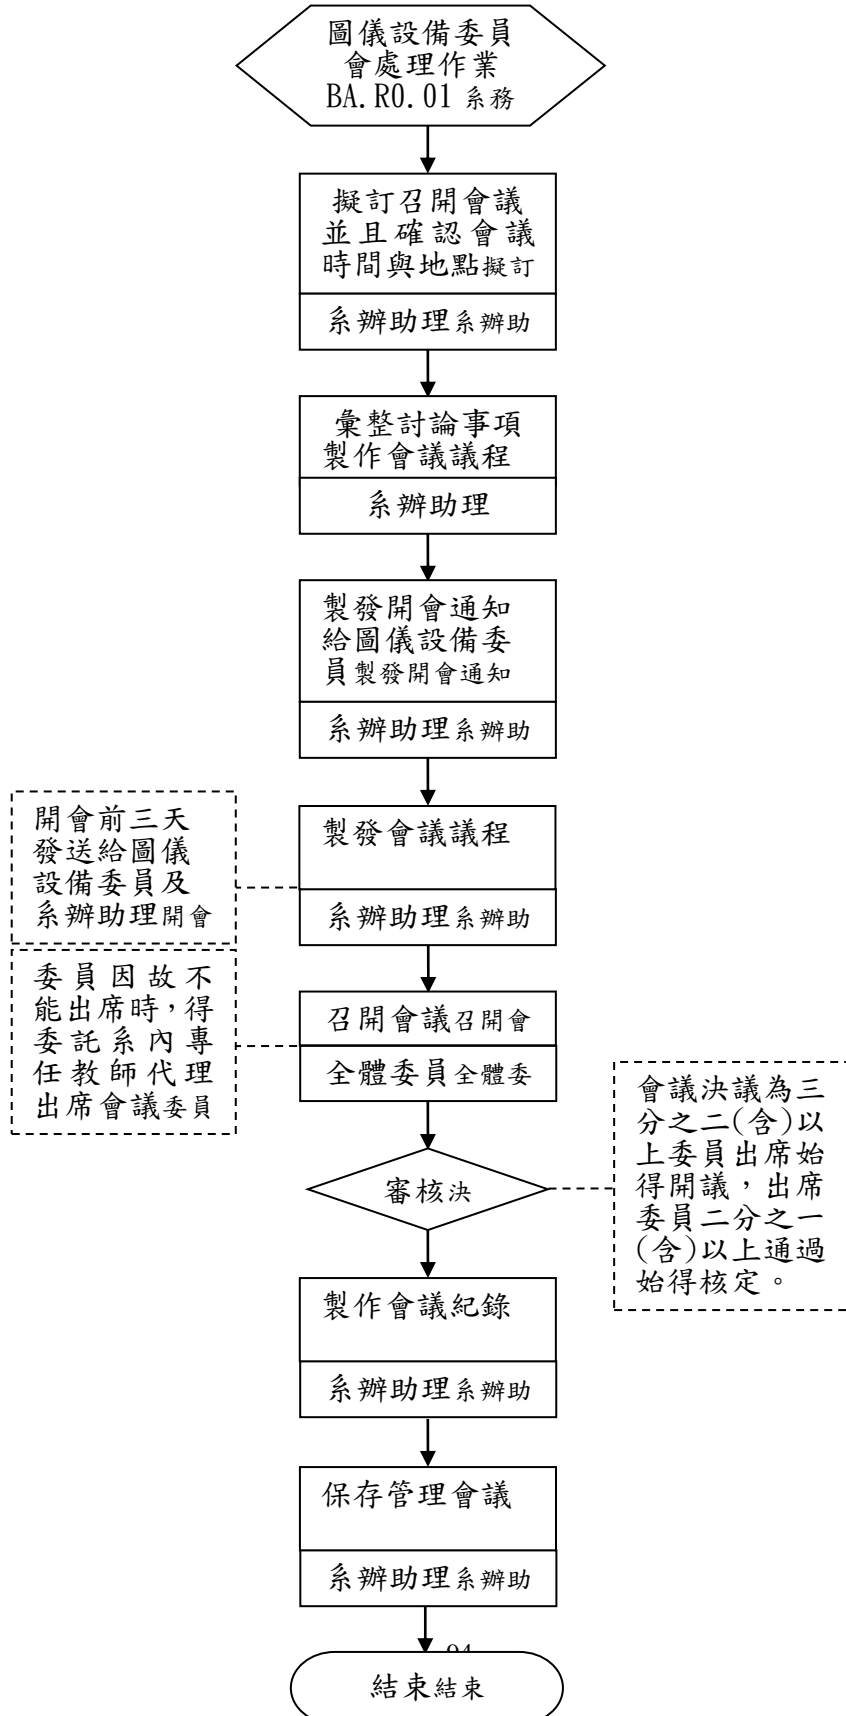 圖儀設備委員
會處理作業
BA.R0.01 系務
擬訂召開會議
並且確認會議
時間與地點擬訂
系辦助理系辦助
彙整討論事項
製作會議議程
系辦助理
製發開會通知
給圖儀設備委
員製發開會通知
系辦助理系辦助
開會前三天
發送給圖儀
設備委員及
系辦助理開會
製發會議議程
系辦助理系辦助
委員因故不
能出席時,得
委託系內專
任教師代理
出席會議委員
召開會議召開會
全體委員全體委
會議決議為三
分之二(含)以
上委員出席始
得開議，出席
委員二分之一
(含)以上通過
始得核定。
審核決
製作會議紀錄
系辦助理系辦助
保存管理會議
系辦助理系辦助
結束結束